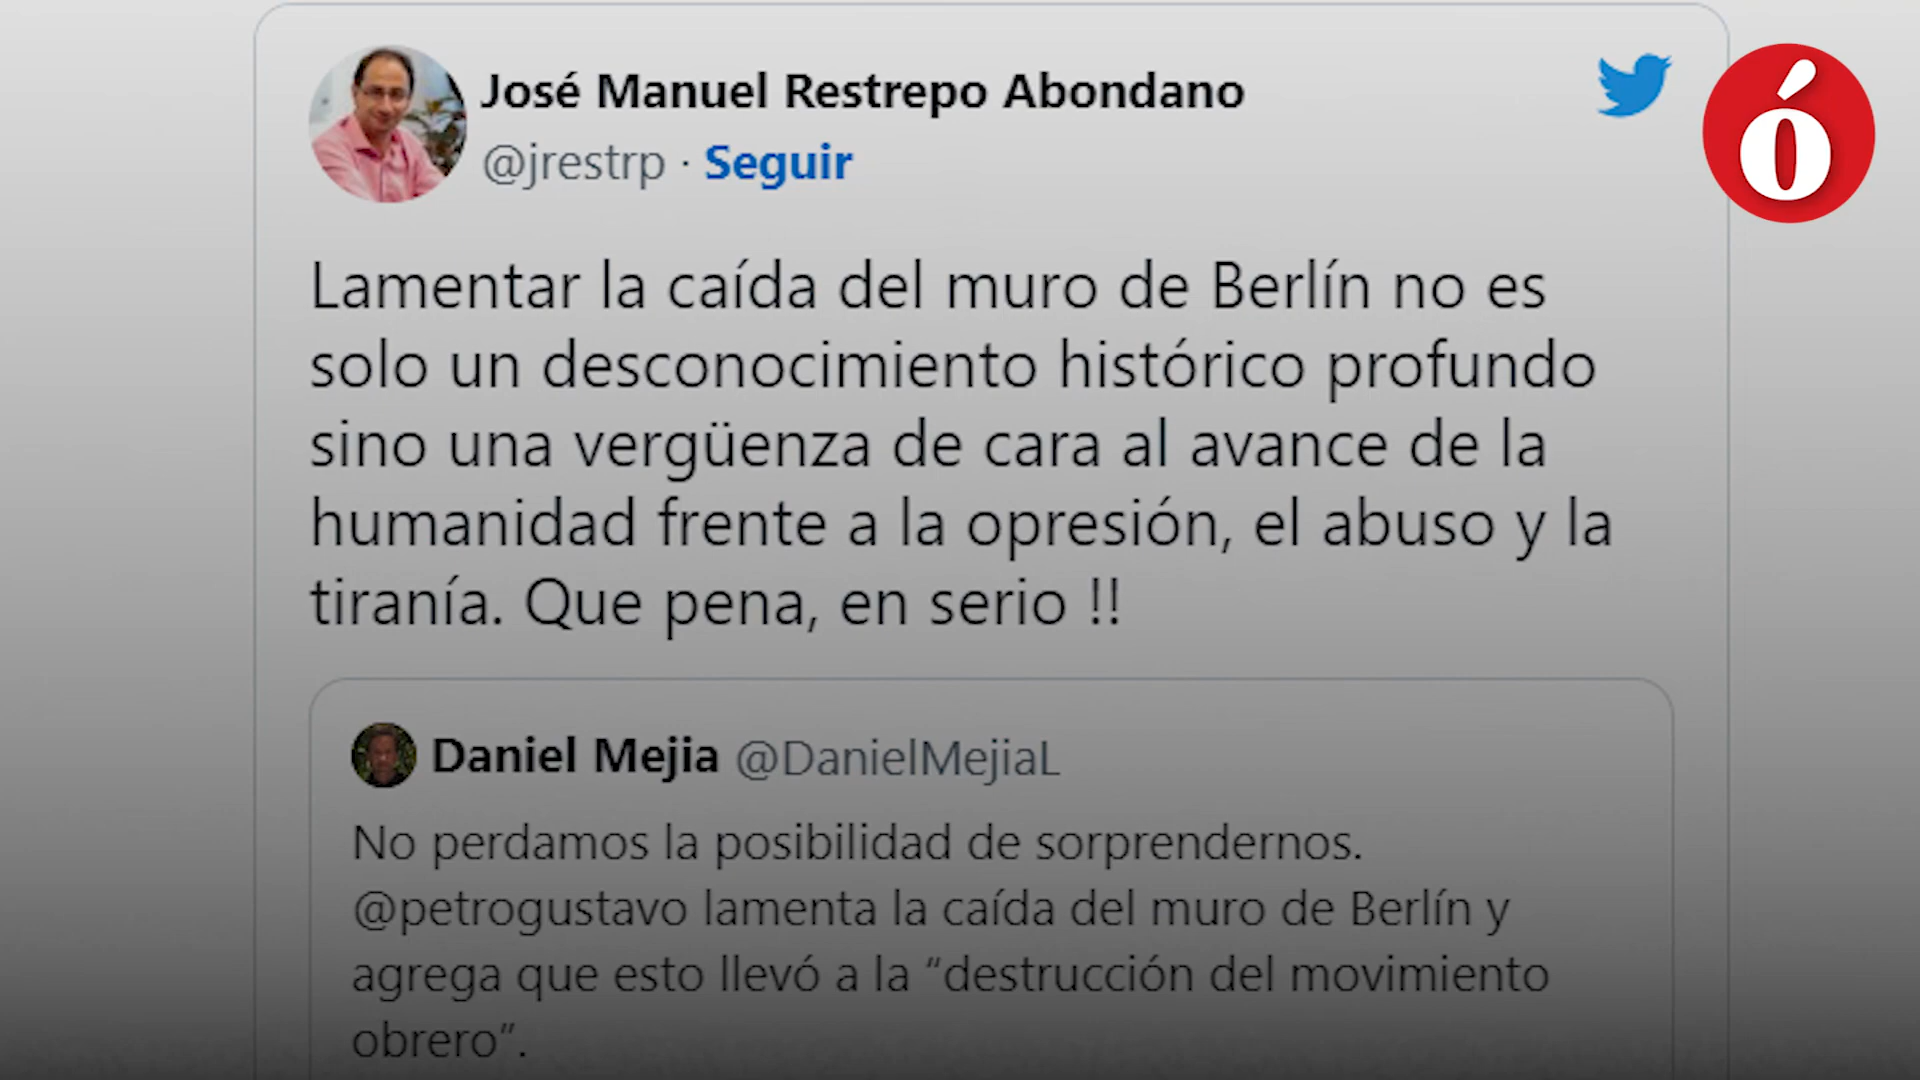 José Manuel Restrepo Abondano
@jrestrp · Seguir
Lamentar la caída del muro de Berlín no es
solo un desconocimiento histórico profundo
sino una vergüenza de cara al avance de la
humanidad frente a la opresión, el abuso y la
tiranía. Que pena, en serio !!
Daniel Mejia @DanielMejiaL
No perdamos la posibilidad de sorprendernos.
@petrogustavo lamenta la caída del muro de Berlín y
agrega que esto llevó a la “destrucción del movimiento
obrero”.
ó